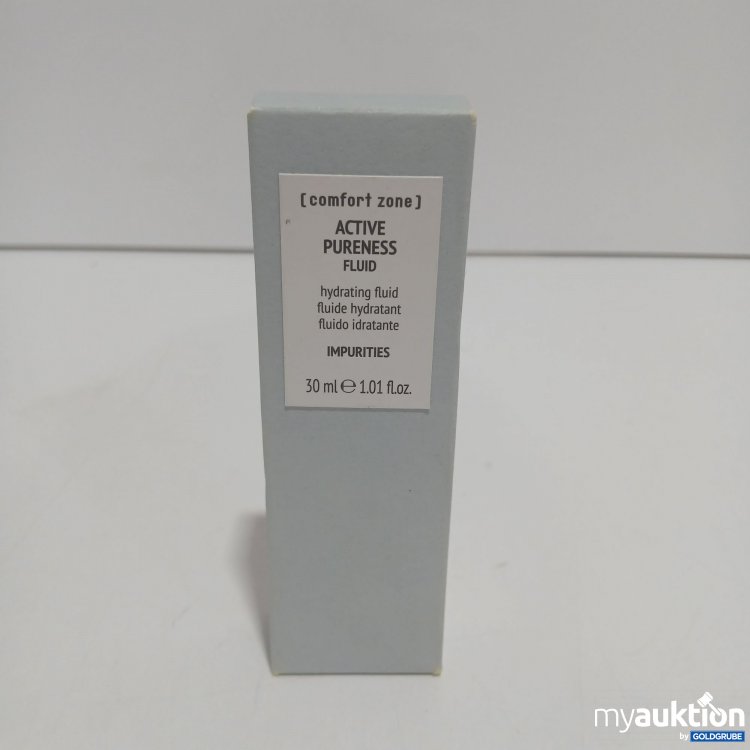 [comfort zone]
ACTIVE
PURENESS
FLUID
hydrating fluid
fluide hydratant
fluido idratante
IMPURITIES
30 ml ℮ 1.01 fl.oz.
myauktion
by GOLDGRUBE